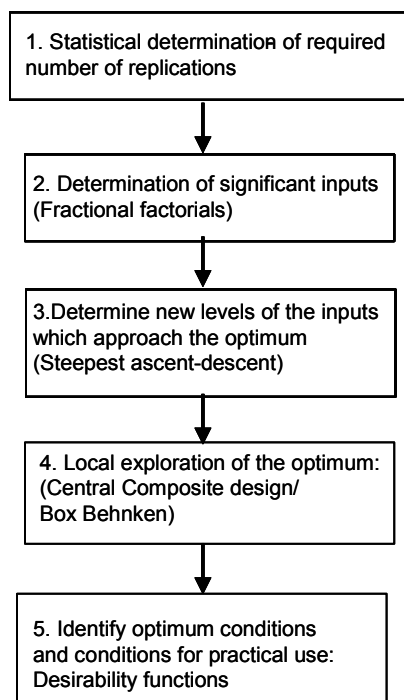 1. Statistical determination of required
number of replications
2. Determination of significant inputs
(Fractional factorials)
3.Determine new levels of the inputs
which approach the optimum
(Steepest ascent-descent)
4. Local exploration of the optimum:
(Central Composite design/
Box Behnken)
5. Identify optimum conditions
and conditions for practical use:
Desirability functions